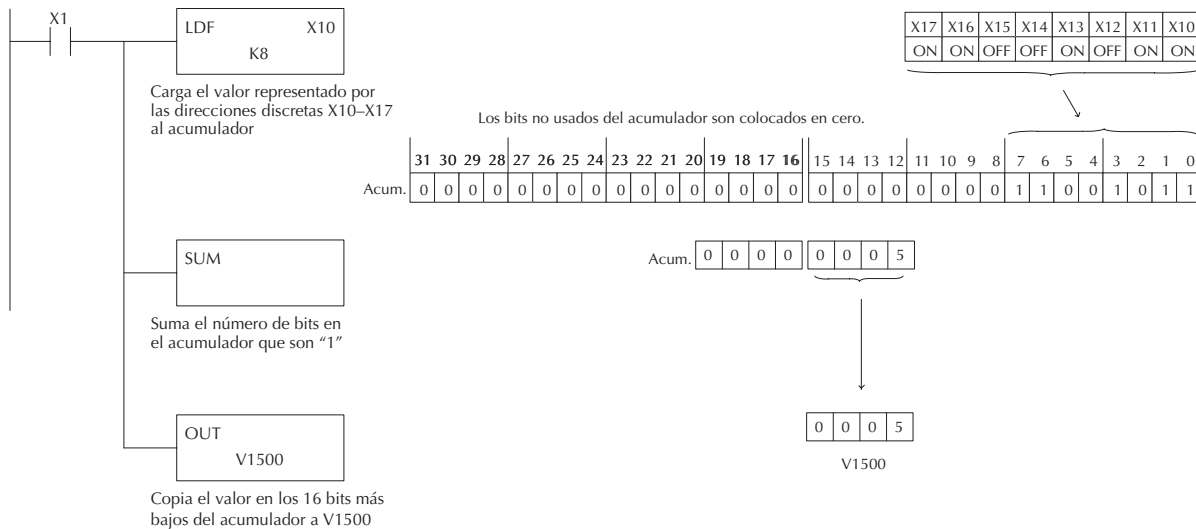 X1
LDF X10
K8
Carga el valor representado por
las direcciones discretas X10–X17
al acumulador
X17 X16 X15 X14 X13 X12 X11 X10
ON ON OFF OFF ON OFF ON ON
Los bits no usados del acumulador son colocados en cero.
31 30 29 28 27 26 25 24 23 22 21 20 19 18 17 16 15 14 13 12 11 10 9 8 7 6 5 4 3 2 1 0
Acum. 0 0 0 0 0 0 0 0 0 0 0 0 0 0 0 0 0 0 0 0 0 0 0 0 1 1 0 0 1 0 1 1
SUM
Suma el número de bits en
el acumulador que son “1”
Acum. 0 0 0 0 0 0 0 5
OUT
V1500
Copia el valor en los 16 bits más
bajos del acumulador a V1500
0 0 0 5
V1500